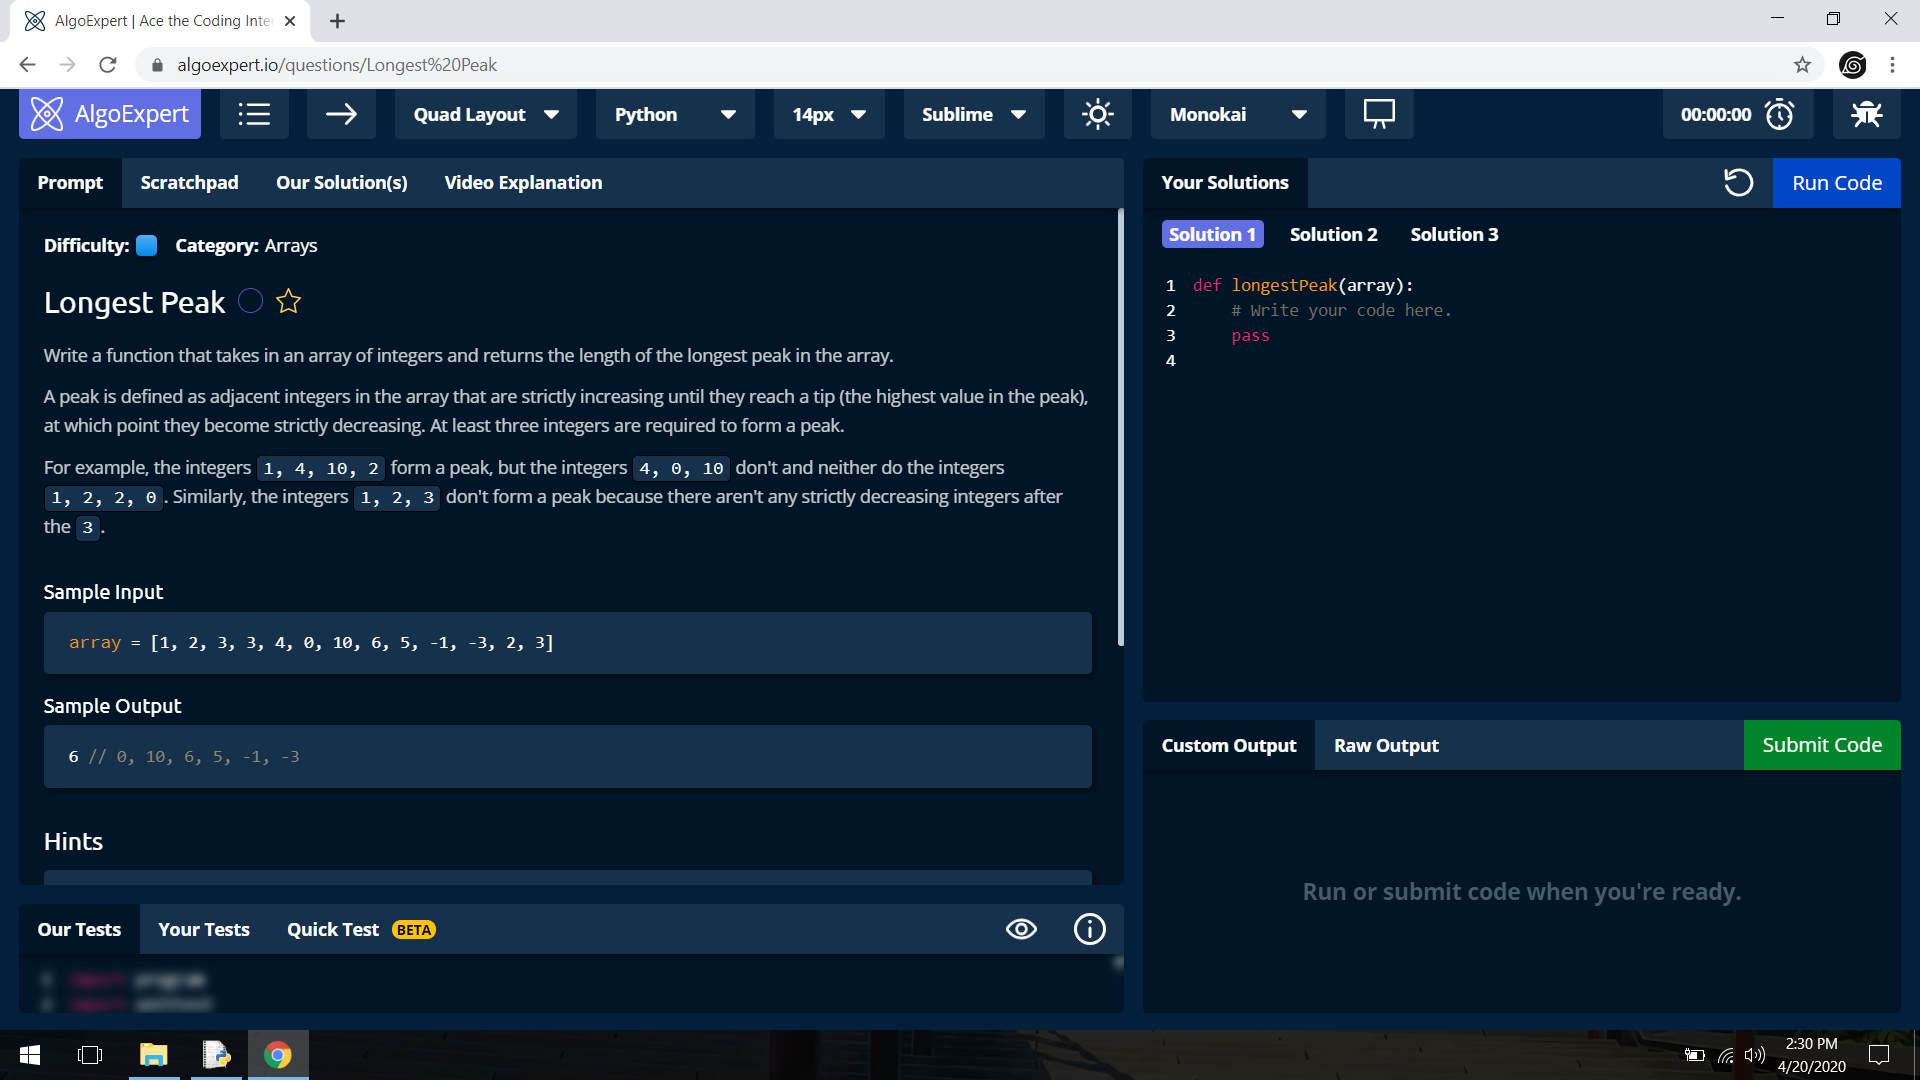 AlgoExpert | Ace the Coding Inte
algoexpert.io/questions/Longest%20Peak
AlgoExpert
Quad Layout
Python
14px
Sublime
Monokai
00:00:00
Prompt
Scratchpad
Our Solution(s)
Video Explanation
Difficulty:
Category: Arrays
Longest Peak
Write a function that takes in an array of integers and returns the length of the longest peak in the array.
A peak is defined as adjacent integers in the array that are strictly increasing until they reach a tip (the highest value in the peak),
at which point they become strictly decreasing. At least three integers are required to form a peak.
For example, the integers 1, 4, 10, 2 form a peak, but the integers 4, 0, 10 don't and neither do the integers
1, 2, 2, 0 . Similarly, the integers 1, 2, 3 don't form a peak because there aren't any strictly decreasing integers after
the 3 .
Sample Input
array = [1, 2, 3, 3, 4, 0, 10, 6, 5, -1, -3, 2, 3]
Sample Output
6 // 0, 10, 6, 5, -1, -3
Hints
Our Tests
Your Tests
Quick Test BETA
Your Solutions
Run Code
Solution 1
Solution 2
Solution 3
1 def longestPeak(array):
2 # Write your code here.
3 pass
4
Custom Output
Raw Output
Submit Code
Run or submit code when you're ready.
2:30 PM
4/20/2020